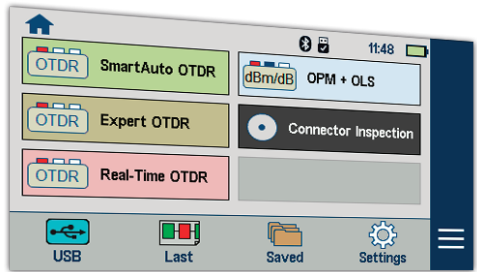 11:48
OTDR SmartAuto OTDR
dBm/dB OPM + OLS
OTDR Expert OTDR
Connector Inspection
OTDR Real-Time OTDR
USB Last Saved Settings